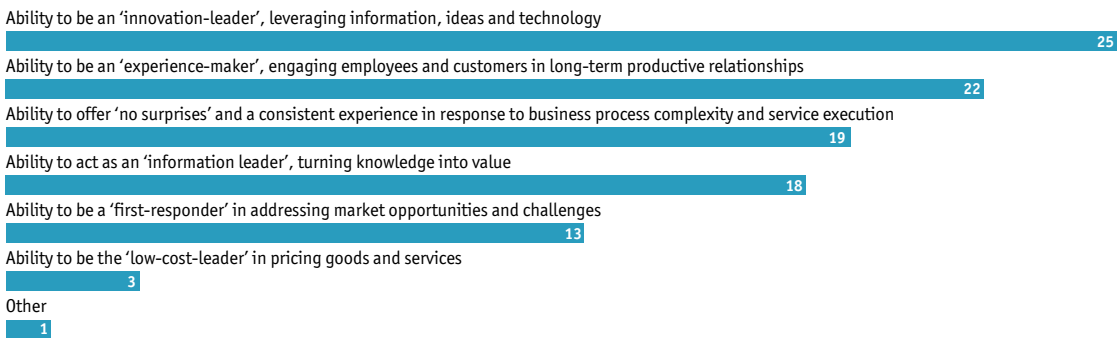 Ability to be an ‘innovation-leader’, leveraging information, ideas and technology
25
Ability to be an ‘experience-maker’, engaging employees and customers in long-term productive relationships
22
Ability to offer ‘no surprises’ and a consistent experience in response to business process complexity and service execution
19
Ability to act as an ‘information leader’, turning knowledge into value
18
Ability to be a ‘first-responder’ in addressing market opportunities and challenges
13
Ability to be the ‘low-cost-leader’ in pricing goods and services
3
Other
1